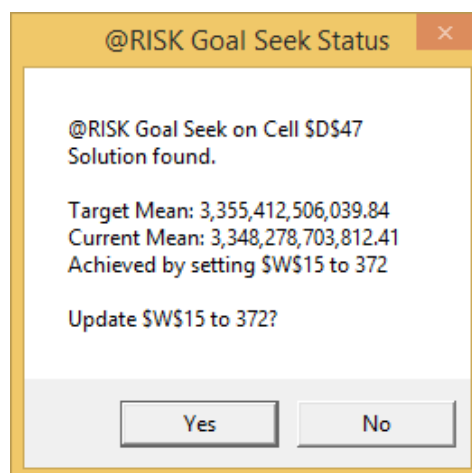 @RISK Goal Seek Status
@RISK Goal Seek on Cell $D$47
Solution found.
Target Mean: 3,355,412,506,039.84
Current Mean: 3,348,278,703,812.41
Achieved by setting $W$15 to 372
Update $W$15 to 372?
Yes
No